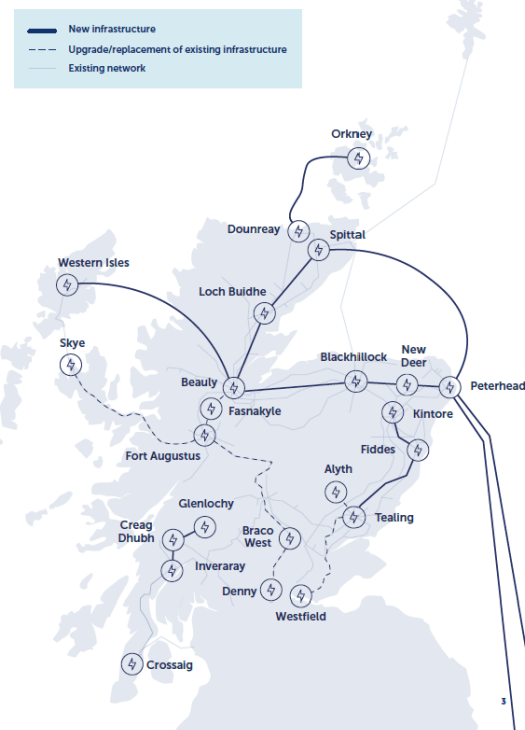 New infrastructure
Upgrade/replacement of existing infrastructure
Existing network
Orkney
Dounreay
Spittal
Western Isles
Loch Buidhe
Skye
Blackhillock
New
Deer
Beauly
Peterhead
Fasnakyle
Kintore
Fort Augustus
Fiddes
Alyth
Glenlochy
Tealing
Creag
Dhubh
Braco
West
Inveraray
Denny
Westfield
Crossaig
3